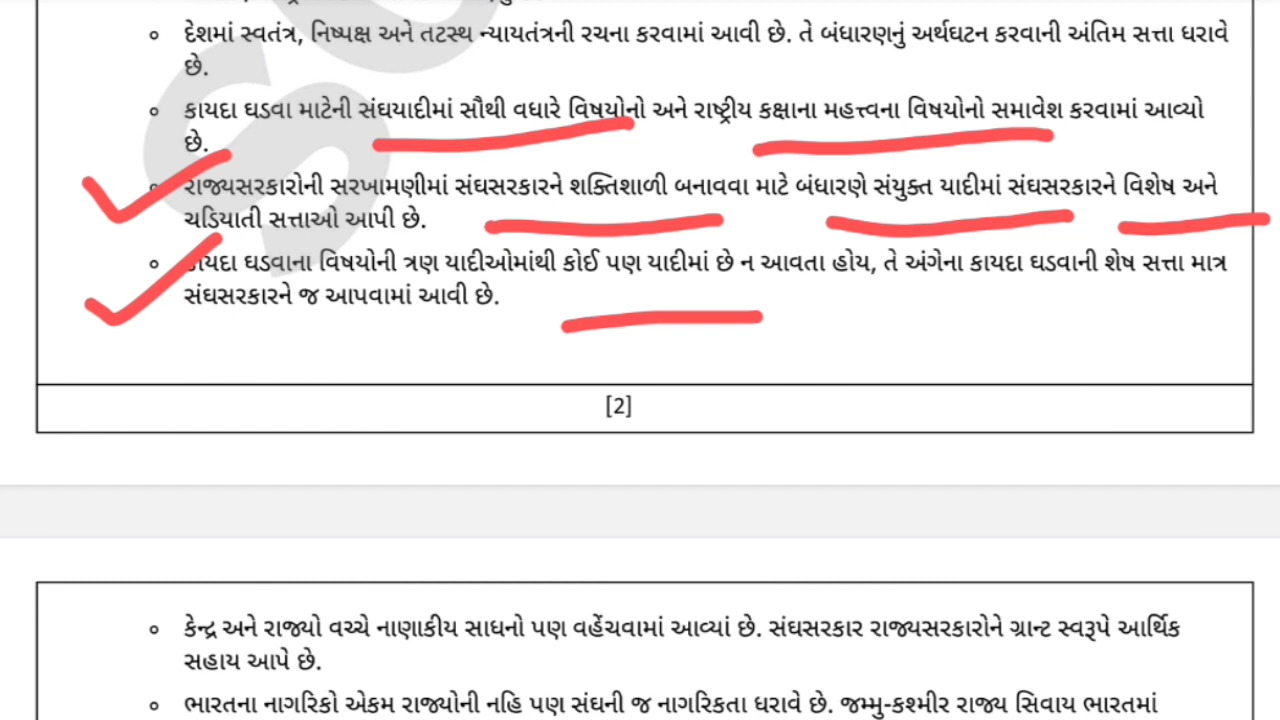 દેશમાં સ્વતંત્ર, નિષ્પક્ષ અને તટસ્થ ન્યાયતંત્રની રચના કરવામાં આવી છે. તે બંધારણનું અર્થઘટન કરવાની અંતિમ સત્તા ધરાવે
છે.
કાયદા ઘડવા માટેની સંઘયાદીમાં સૌથી વધારે વિષયોનો અને રાષ્ટ્રીય કક્ષાના મહત્ત્વના વિષયોનો સમાવેશ કરવામાં આવ્યો
છે.
રાજ્યસરકારોની સરખામણીમાં સંઘસરકારને શક્તિશાળી બનાવવા માટે બંધારણે સંયુક્ત યાદીમાં સંઘસરકારને વિશેષ અને
ચડિયાતી સત્તાઓ આપી છે.
કાયદા ઘડવાના વિષયોની ત્રણ યાદીઓમાંથી કોઈ પણ યાદીમાં છે ન આવતા હોય, તે અંગેના કાયદા ઘડવાની શેષ સત્તા માત્ર
સંઘસરકારને જ આપવામાં આવી છે.
[2]
કેન્દ્ર અને રાજ્યો વચ્ચે નાણાકીય સાધનો પણ વહેંચવામાં આવ્યાં છે. સંઘસરકાર રાજ્યસરકારોને ગ્રાન્ટ સ્વરૂપે આર્થિક
સહાય આપે છે.
ભારતના નાગરિકો એકમ રાજ્યોની નહિ પણ સંઘની જ નાગરિકતા ધરાવે છે. જમ્મુ-કશ્મીર રાજ્ય સિવાય ભારતમાં